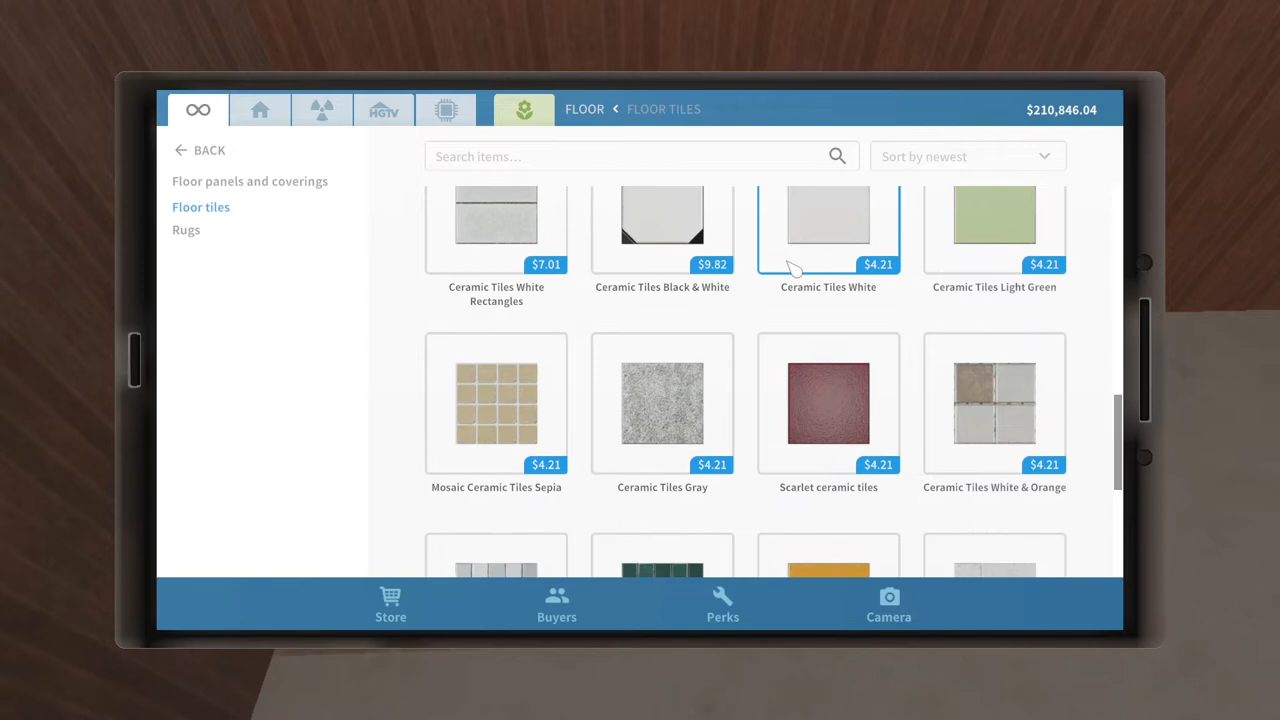 HGTV
FLOOR FLOOR TILES
$210,846.04
BACK
Search items...
Sort by newest
Floor panels and coverings
Floor tiles
Rugs
$7.01
$9.82
$4.21
$4.21
Ceramic Tiles White
Rectangles
Ceramic Tiles Black & White
Ceramic Tiles White
Ceramic Tiles Light Green
$4.21
$4.21
$4.21
$4.21
Mosaic Ceramic Tiles Sepia
Ceramic Tiles Gray
Scarlet ceramic tiles
Ceramic Tiles White & Orange
Store
Buyers
Perks
Camera